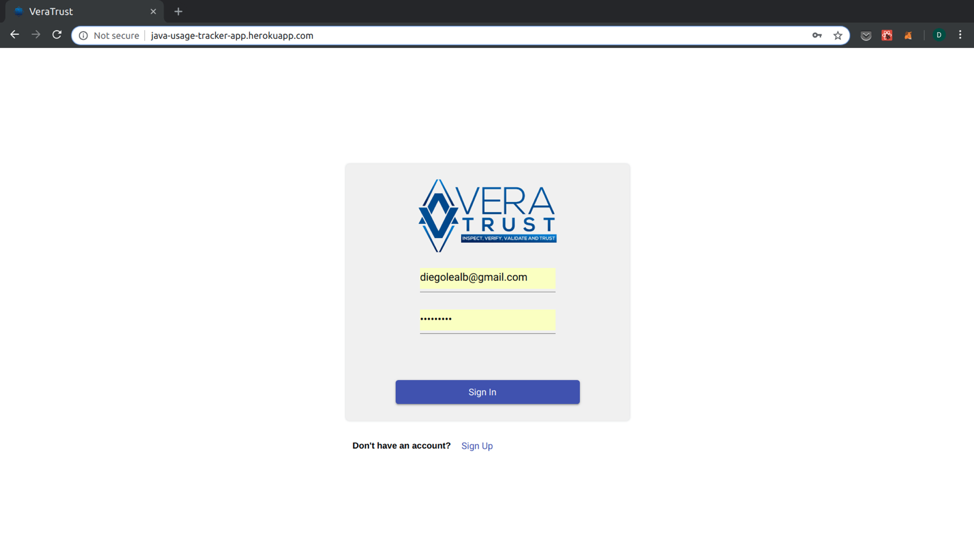 VeraTrust
Not secure java-usage-tracker-app.herokuapp.com
D
VERA
TRUST
INSPECT, VERIFY, VALIDATE AND TRUST
diegolealb@gmail.com
•••••••••
Sign In
Don't have an account? Sign Up